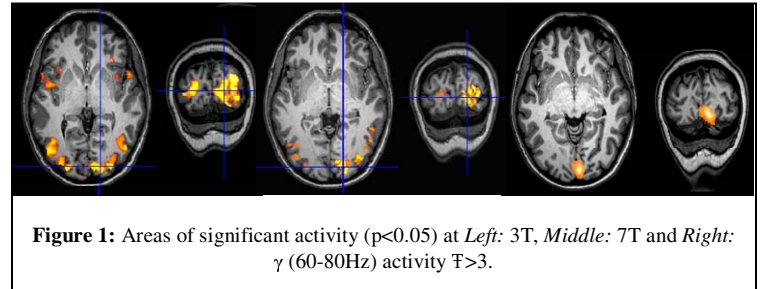 Figure 1: Areas of significant activity (p<0.05) at Left: 3T, Middle: 7T and Right:
γ (60-80Hz) activity Ŧ>3.